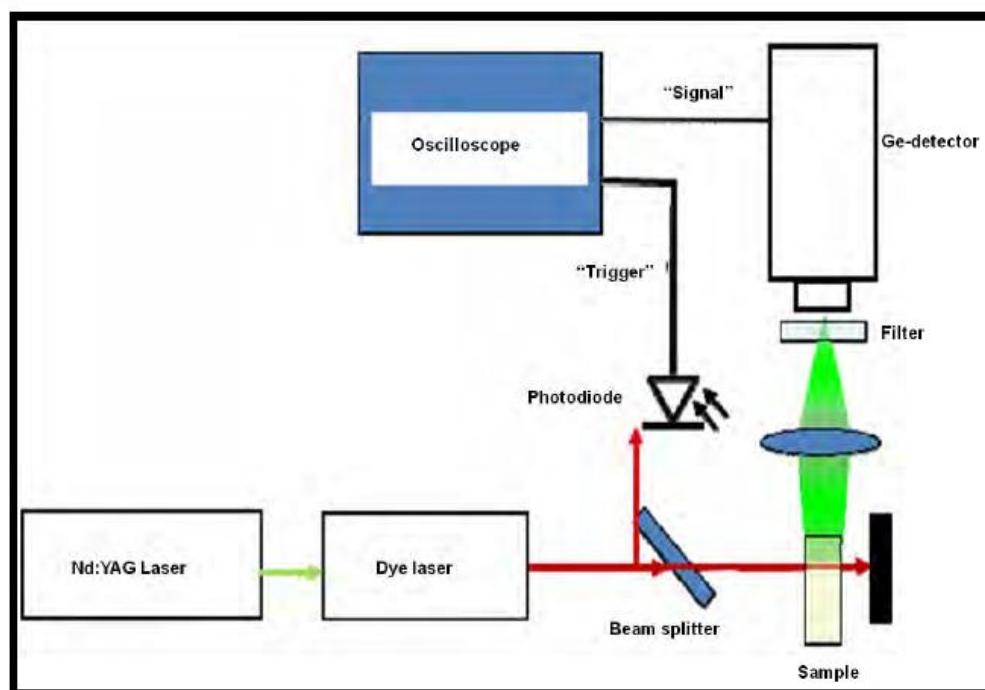 “Signal”
Oscilloscope
Ge-detector
“Trigger”
Filter
Photodiode
Nd:YAG Laser
Dye laser
Beam splitter
Sample